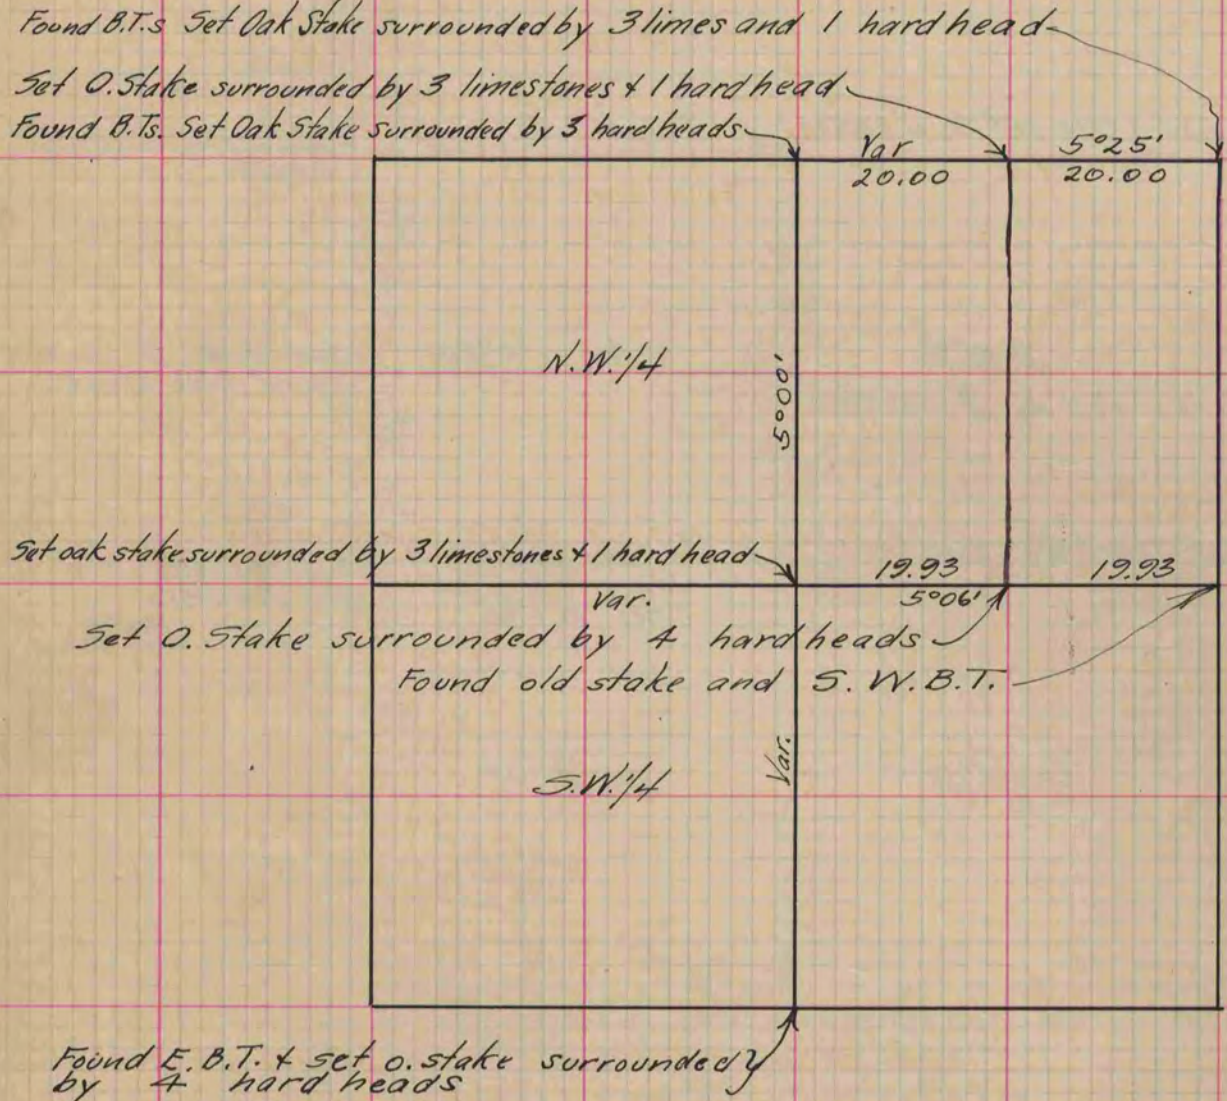 Found B.T.s Set Oak Stake surrounded by 3 limes and 1 hard head
Set O. Stake surrounded by 3 limestones & 1 hard head
Found B.Ts. Set Oak Stake surrounded by 3 hard heads
Var 5°25'
20.00 20.00
N.W. 1/4
5°00'
Set oak stake surrounded by 3 limestones & 1 hard head
19.93 19.93
Var. 5°06'
Set O. Stake surrounded by 4 hard heads
Found old stake and S. W. B. T.
Var.
S.W. 1/4
Found E. B. T. & set o. stake surrounded
by 4 hard heads